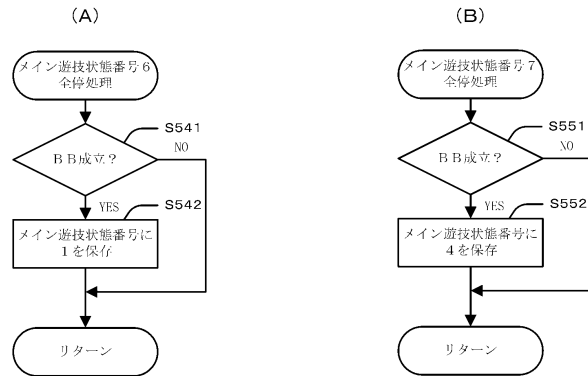 (A)
メイン遊技状態番号6
全停処理
S541
BB成立?
NO
YES
S542
メイン遊技状態番号に
1を保存
リターン
(B)
メイン遊技状態番号7
全停処理
S551
BB成立?
NO
YES
S552
メイン遊技状態番号に
4を保存
リターン